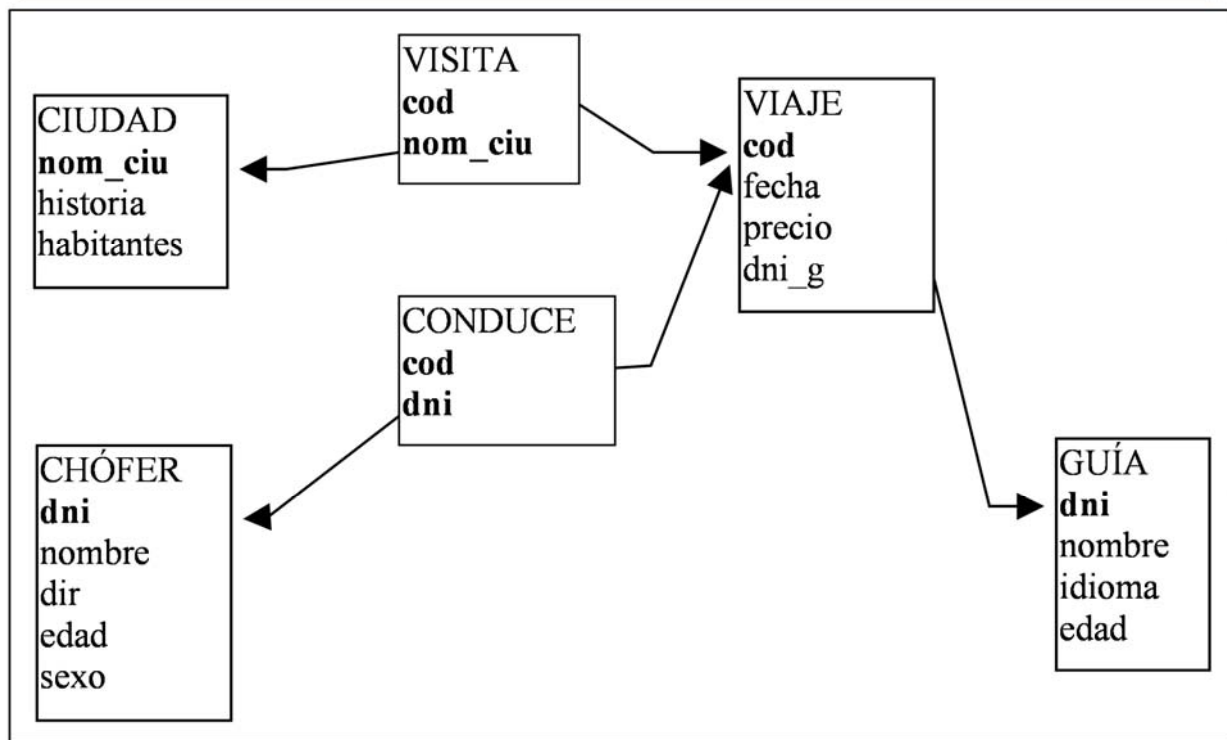 CIUDAD
nom_ciu
historia
habitantes
VISITA
cod
nom_ciu
VIAJE
cod
fecha
precio
dni_g
CONDUCE
cod
dni
CHÓFER
dni
nombre
dir
edad
sexo
GUÍA
dni
nombre
idioma
edad